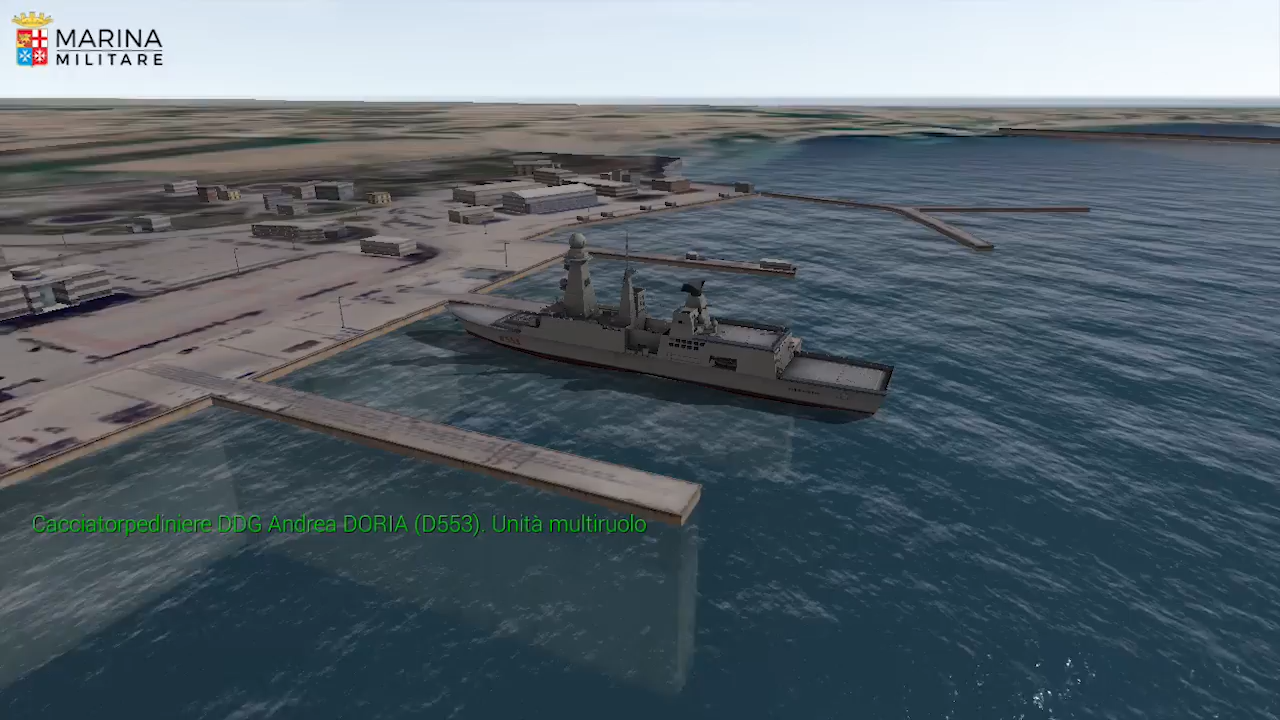 MARINA
MILITARE
Cacciatorpediniere DDG Andrea DORIA (D553). Unità multiruolo